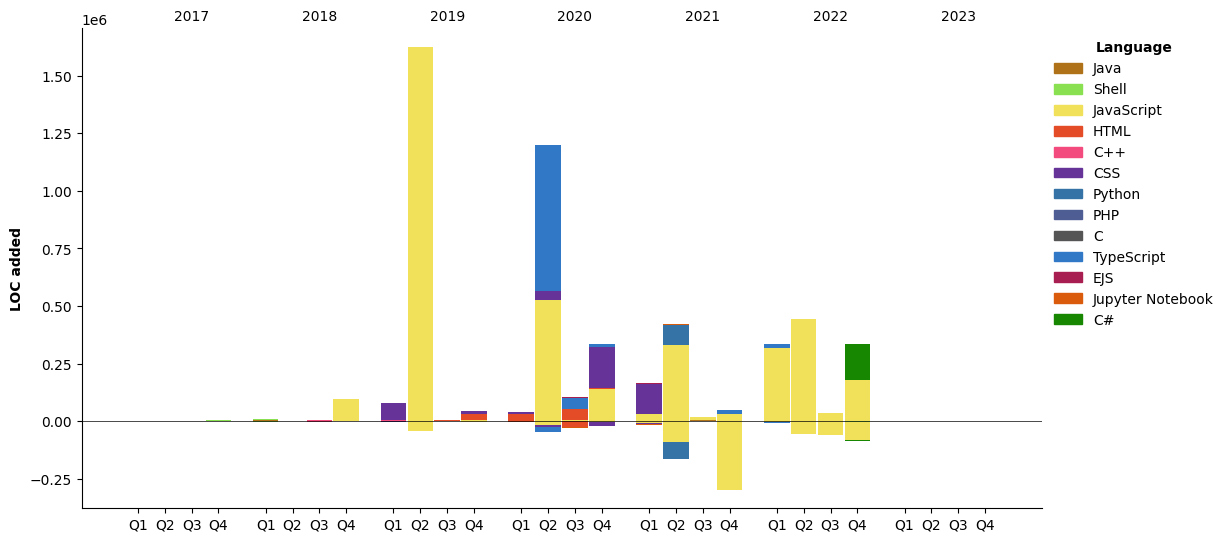 2017 2018 2019 2020 2021 2022 2023
1e6
1.50
1.25
1.00
0.75
0.50
0.25
0.00
−0.25
LOC added
Q1 Q2 Q3 Q4 Q1 Q2 Q3 Q4 Q1 Q2 Q3 Q4 Q1 Q2 Q3 Q4 Q1 Q2 Q3 Q4 Q1 Q2 Q3 Q4 Q1 Q2 Q3 Q4
Language
Java
Shell
JavaScript
HTML
C++
CSS
Python
PHP
C
TypeScript
EJS
Jupyter Notebook
C#